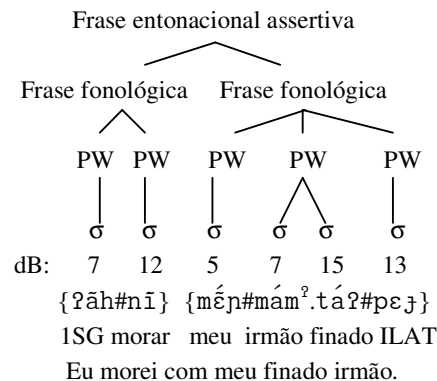 Frase entonacional assertiva
Frase fonológica Frase fonológica
PW PW PW PW PW
σ σ σ σ σ σ
dB: 7 12 5 7 15 13
{ʔãh#nĩ} {mɛ̃́ɲ#mámˀ.táʔ#pɛɟ}
1SG morar meu irmão finado ILAT
Eu morei com meu finado irmão.